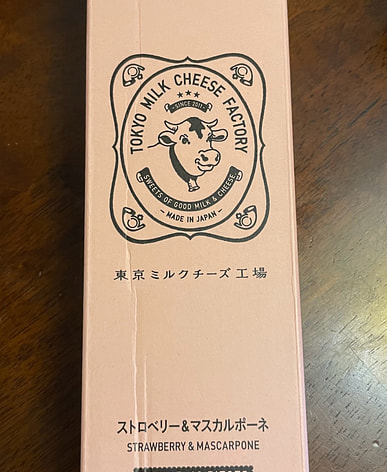 TOKYO MILK CHEESE FACTORY
SINCE 2011
SWEETS OF GOOD MILK & CHEESE
– MADE IN JAPAN –
東京ミルクチーズ工場
ストロベリー&マスカルポーネ
STRAWBERRY & MASCARPONE